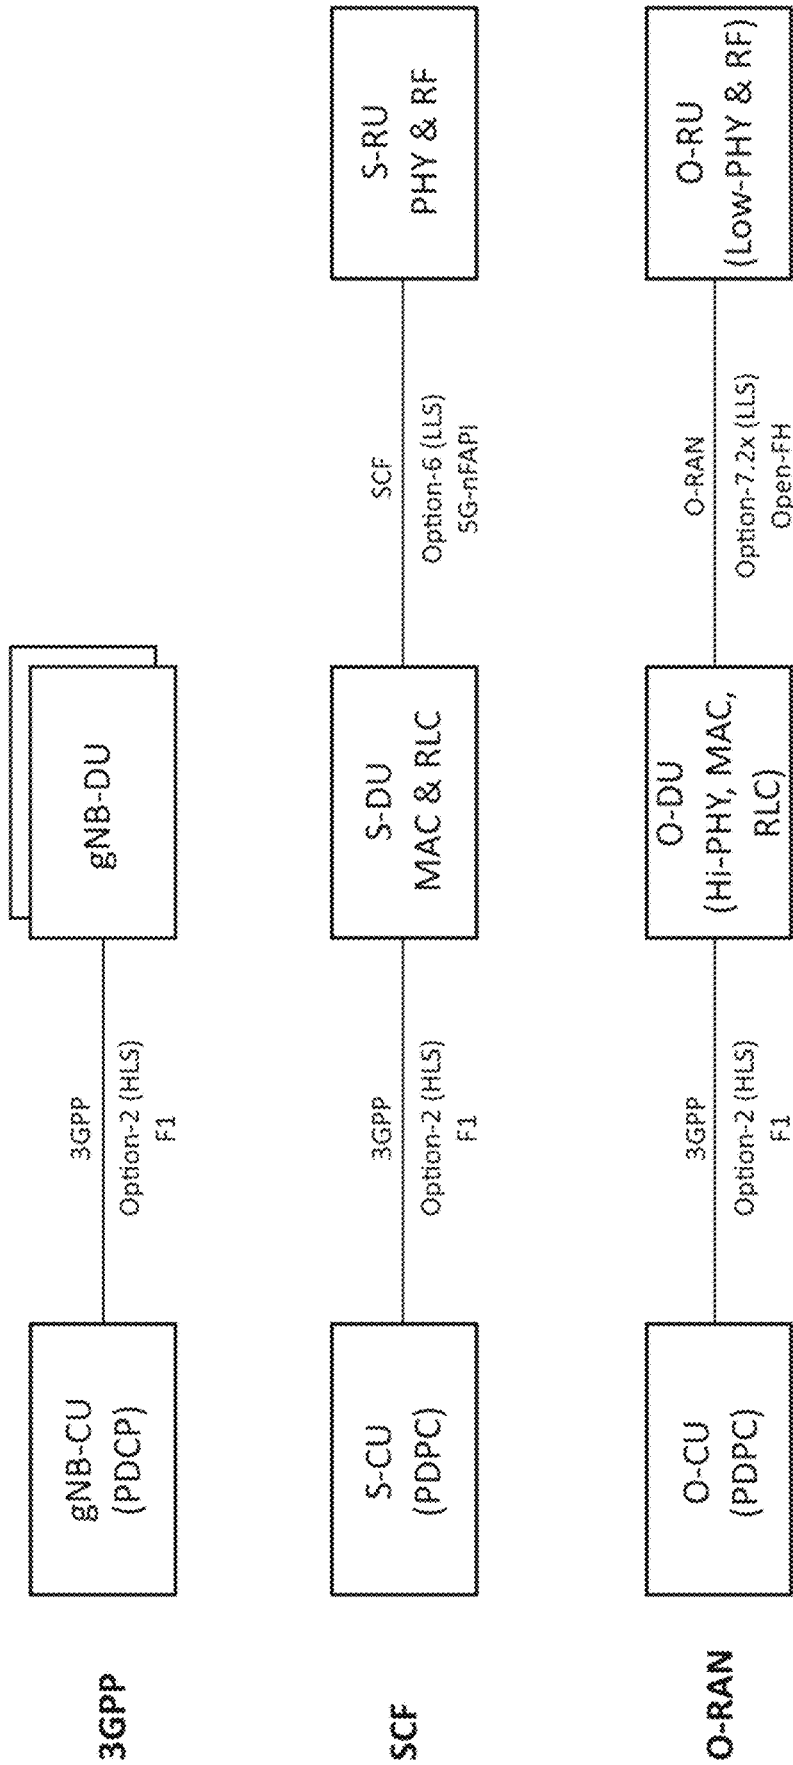 3GPP
gNB-CU
(PDCP)
3GPP
Option-2 (HLS)
F1
gNB-DU
SCF
S-CU
(PDPC)
3GPP
Option-2 (HLS)
F1
S-DU
MAC & RLC
SCF
Option-6 (LLS)
5G-nFAPI
S-RU
PHY & RF
O-RAN
O-CU
(PDPC)
3GPP
Option-2 (HLS)
F1
O-DU
(Hi-PHY, MAC,
RLC)
O-RAN
Option-7.2x (LLS)
Open-FH
O-RU
(Low-PHY & RF)